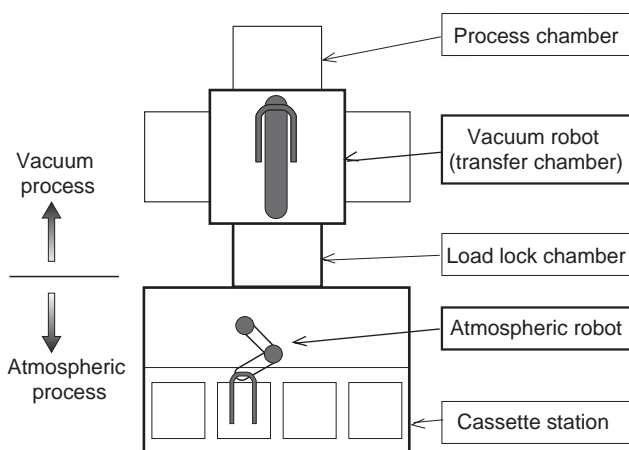 Process chamber
Vacuum robot
(transfer chamber)
Vacuum
process
Load lock chamber
Atmospheric robot
Atmospheric
process
Cassette station